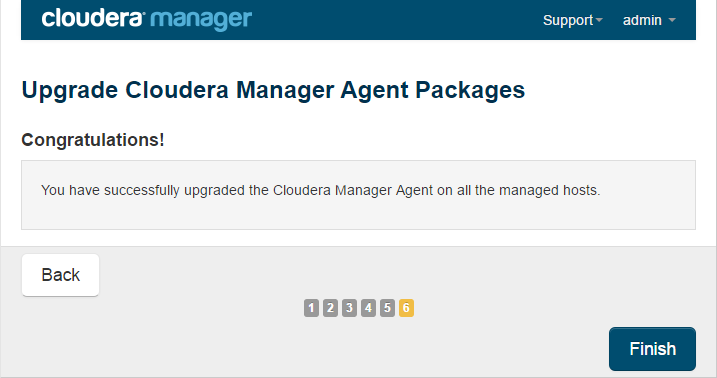 cloudera manager
Support admin
Upgrade Cloudera Manager Agent Packages
Congratulations!
You have successfully upgraded the Cloudera Manager Agent on all the managed hosts.
Back
1 2 3 4 5 6
Finish